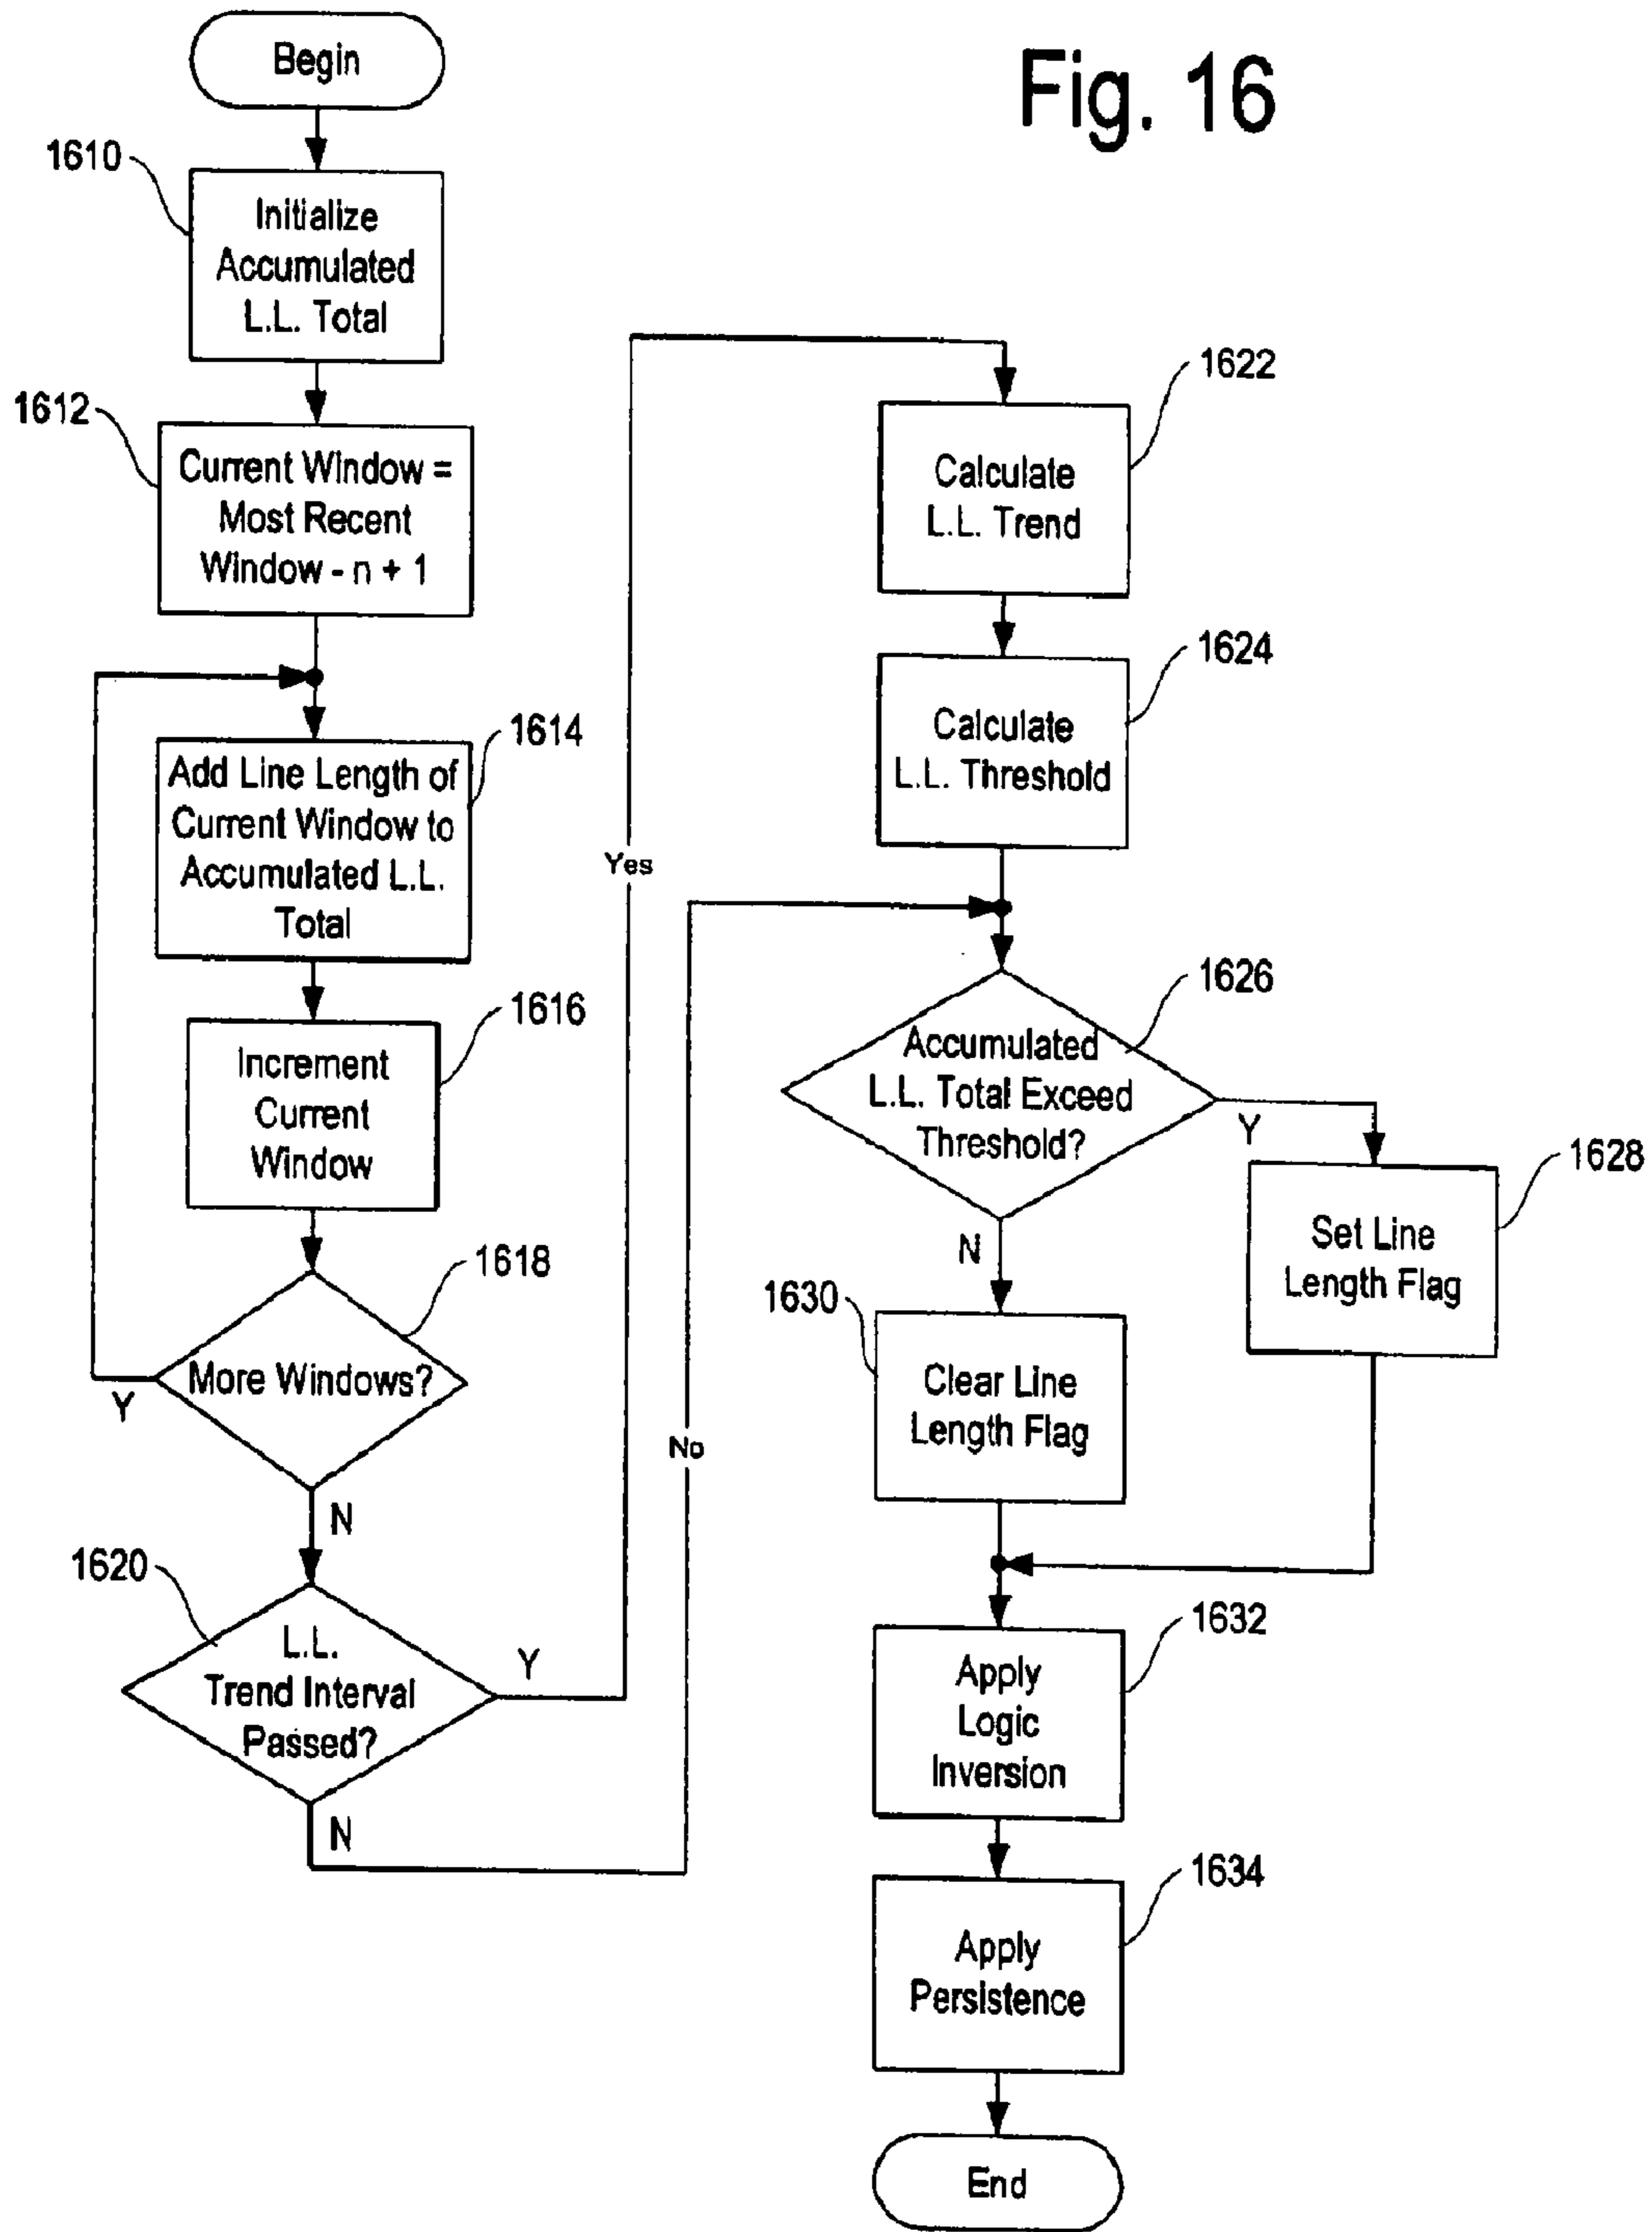 Fig. 16
Begin
1610
Initialize
Accumulated
L.L. Total
1612
Current Window =
Most Recent
Window - n + 1
1614
Add Line Length of
Current Window to
Accumulated L.L.
Total
1616
Increment
Current
Window
1618
More Windows?
Y
N
1620
L.L.
Trend Interval
Passed?
Y
N
Yes
No
1622
Calculate
L.L. Trend
1624
Calculate
L.L. Threshold
1626
Accumulated
L.L. Total Exceed
Threshold?
Y
N
1628
Set Line
Length Flag
1630
Clear Line
Length Flag
1632
Apply
Logic
Inversion
1634
Apply
Persistence
End